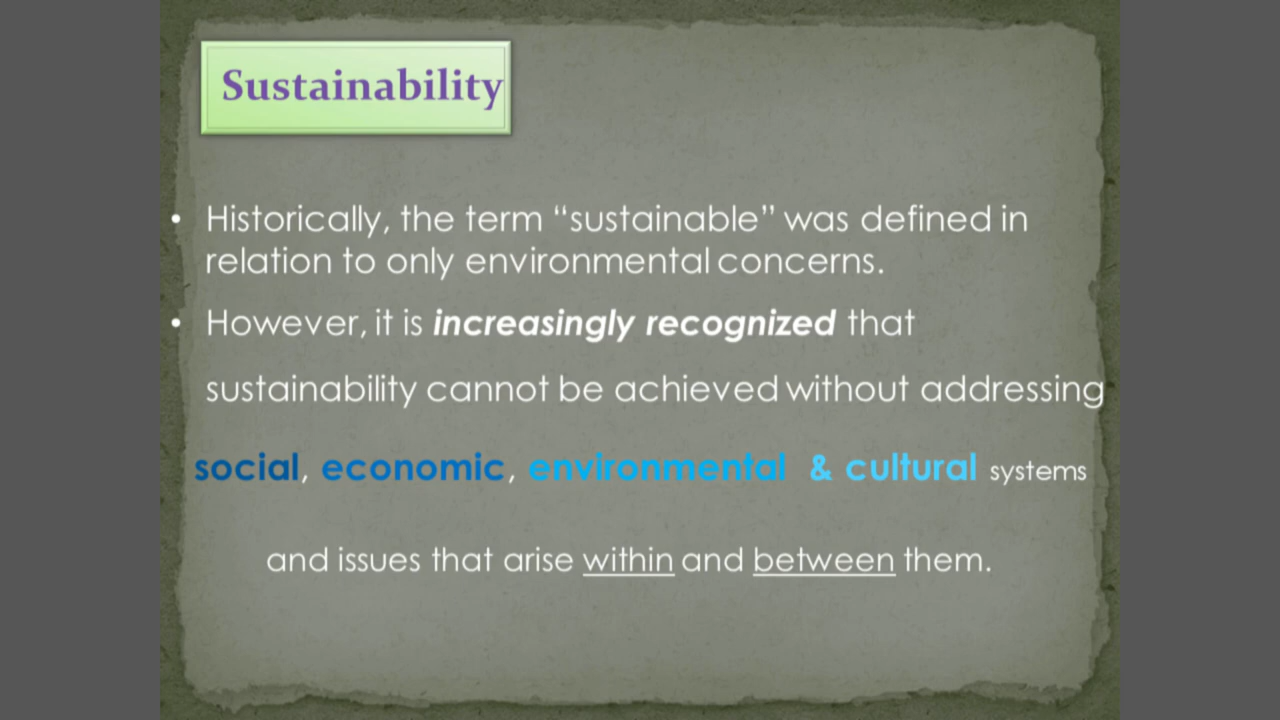 Sustainability
• Historically, the term “sustainable” was defined in
relation to only environmental concerns.
• However, it is increasingly recognized that
sustainability cannot be achieved without addressing
social, economic, environmental & cultural systems
and issues that arise within and between them.